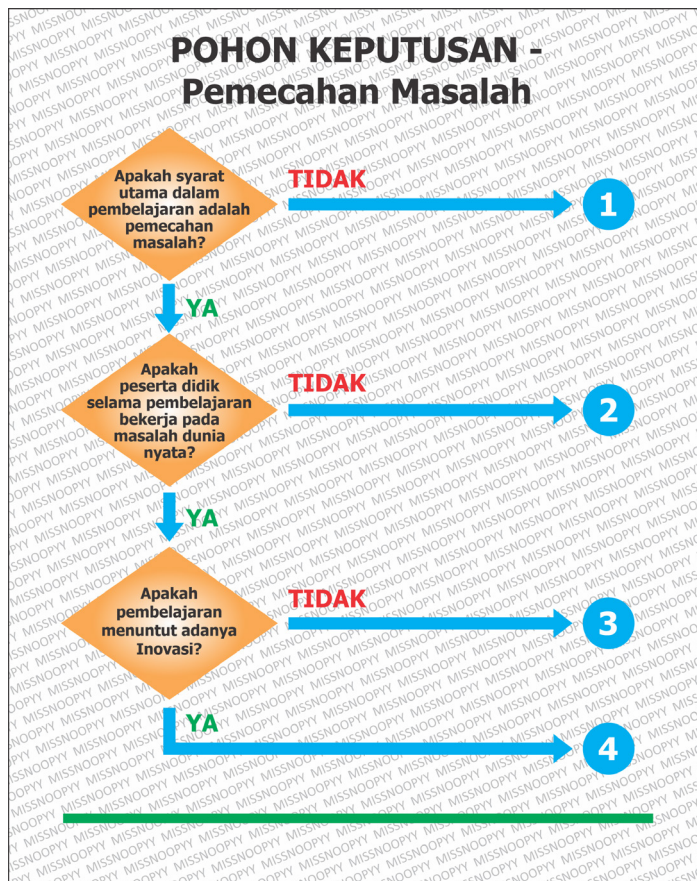 POHON KEPUTUSAN -
Pemecahan Masalah
Apakah syarat
utama dalam
pembelajaran adalah
pemecahan
masalah?
TIDAK
1
YA
Apakah
peserta didik
selama pembelajaran
bekerja pada
masalah dunia
nyata?
TIDAK
2
YA
Apakah
pembelajaran
menuntut adanya
Inovasi?
TIDAK
3
YA
4
MISSNOOPYY